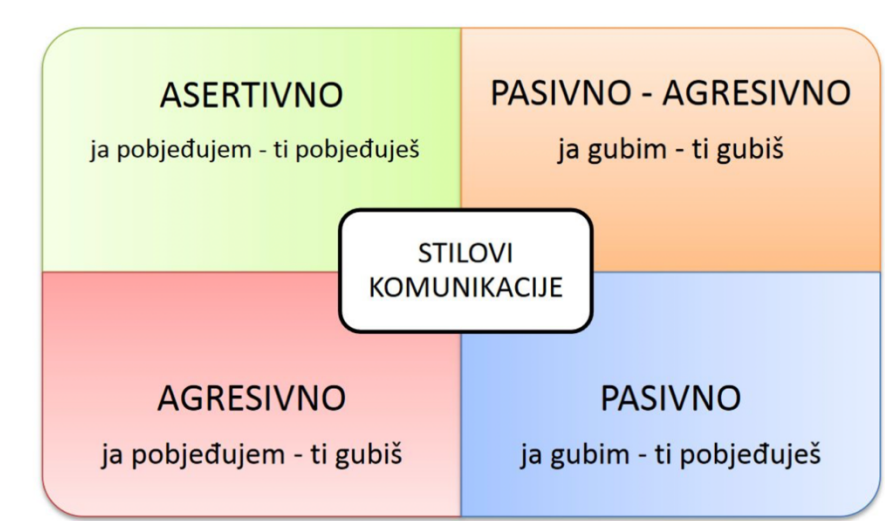 ASERTIVNO
ja pobjeđujem - ti pobjeđuješ
PASIVNO - AGRESIVNO
ja gubim - ti gubiš
STILOVI
KOMUNIKACIJE
AGRESIVNO
ja pobjeđujem - ti gubiš
PASIVNO
ja gubim - ti pobjeđuješ